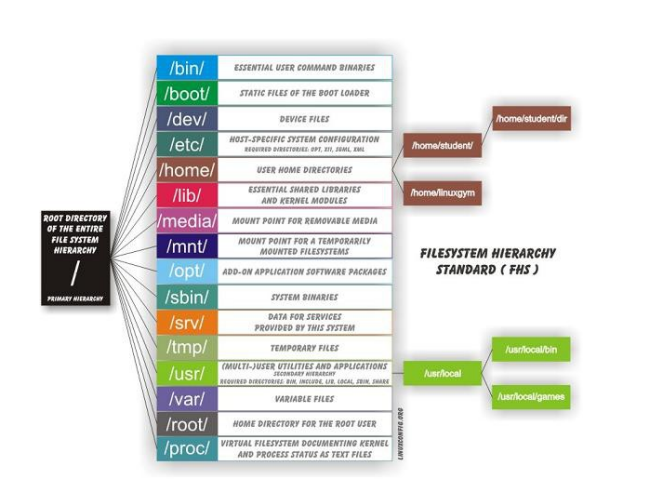 ROOT DIRECTORY
OF THE ENTIRE
FILE SYSTEM
HIERARCHY
/
PRIMARY HIERARCHY
/bin/ ESSENTIAL USER COMMAND BINARIES
/boot/ STATIC FILES OF THE BOOT LOADER
/dev/ DEVICE FILES
/etc/ HOST-SPECIFIC SYSTEM CONFIGURATION
REQUIRED DIRECTORIES: OPT, X11, SGML, XML
/home/ USER HOME DIRECTORIES
/lib/ ESSENTIAL SHARED LIBRARIES
AND KERNEL MODULES
/media/ MOUNT POINT FOR REMOVABLE MEDIA
/mnt/ MOUNT POINT FOR A TEMPORARILY
MOUNTED FILESYSTEMS
/opt/ ADD-ON APPLICATION SOFTWARE PACKAGES
/sbin/ SYSTEM BINARIES
/srv/ DATA FOR SERVICES
PROVIDED BY THIS SYSTEM
/tmp/ TEMPORARY FILES
/usr/ (MULTI-)USER UTILITIES AND APPLICATIONS
SECONDARY HIERARCHY
REQUIRED DIRECTORIES: BIN, INCLUDE, LIB, LOCAL, SBIN, SHARE
/var/ VARIABLE FILES
/root/ HOME DIRECTORY FOR THE ROOT USER
/proc/ VIRTUAL FILESYSTEM DOCUMENTING KERNEL
AND PROCESS STATUS AS TEXT FILES
/home/student/
/home/student/dir
/home/linuxgym
FILESYSTEM HIERARCHY
STANDARD ( FHS )
/usr/local
/usr/local/bin
/usr/local/games
LINUXCONFIG.ORG